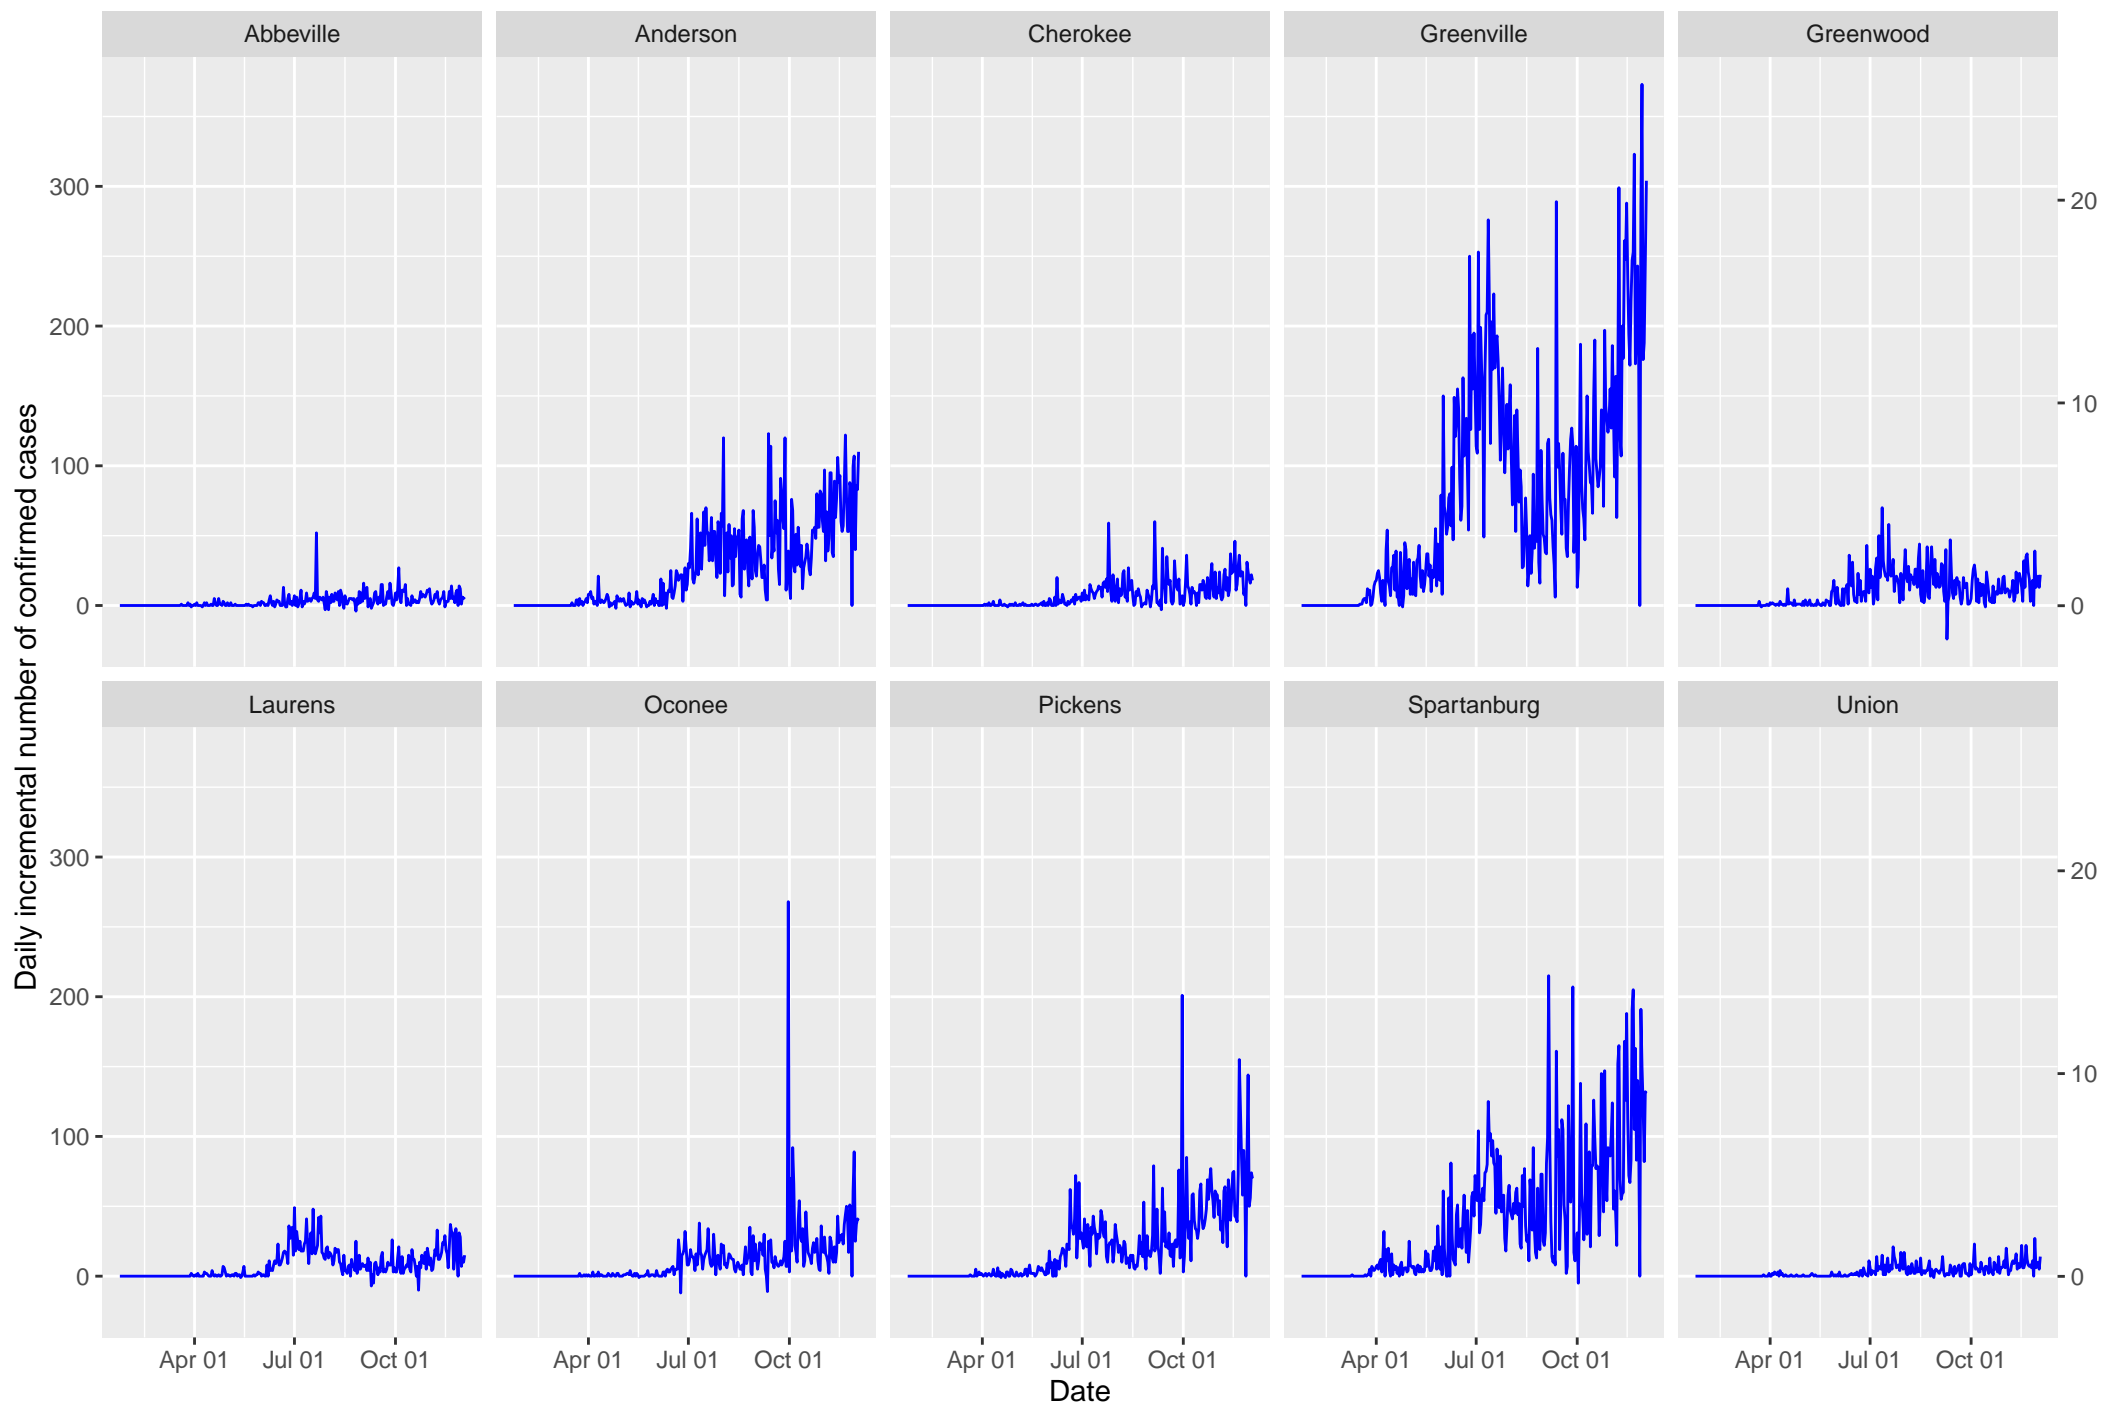 Abbeville Anderson Cherokee Greenville Greenwood
300 20
200
10
100
0 0
Daily incremental number of confirmed cases
Laurens Oconee Pickens Spartanburg Union
300 20
200
10
100
0 0
Apr 01 Jul 01 Oct 01 Apr 01 Jul 01 Oct 01 Apr 01 Jul 01 Oct 01 Apr 01 Jul 01 Oct 01 Apr 01 Jul 01 Oct 01
Date